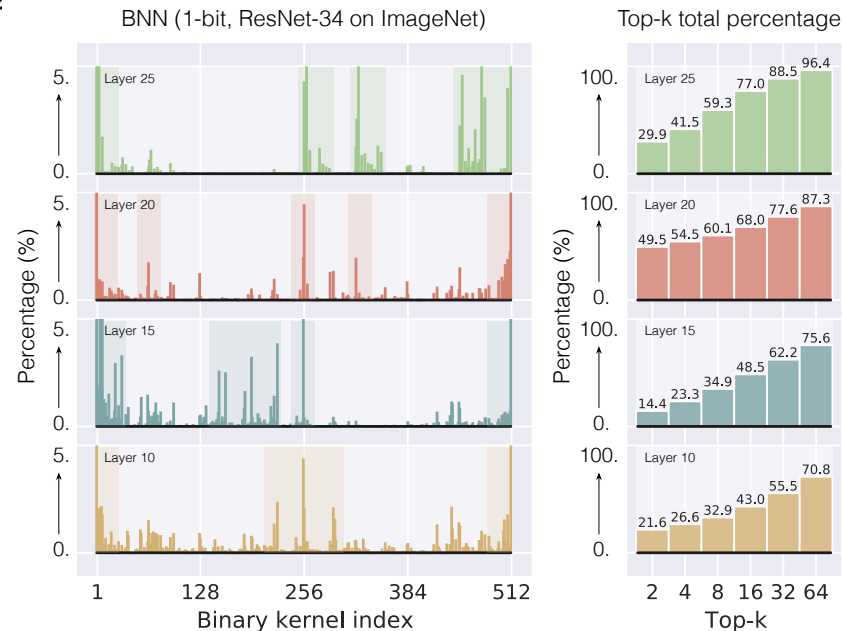 BNN (1-bit, ResNet-34 on ImageNet)
Top-k total percentage
Percentage (%)
5.
0.
Layer 25
5.
0.
Layer 20
5.
0.
Layer 15
5.
0.
Layer 10
1 128 256 384 512
Binary kernel index
Percentage (%)
100.
0.
Layer 25
29.9 41.5 59.3 77.0 88.5 96.4
100.
0.
Layer 20
49.5 54.5 60.1 68.0 77.6 87.3
100.
0.
Layer 15
14.4 23.3 34.9 48.5 62.2 75.6
100.
0.
Layer 10
21.6 26.6 32.9 43.0 55.5 70.8
2 4 8 16 32 64
Top-k